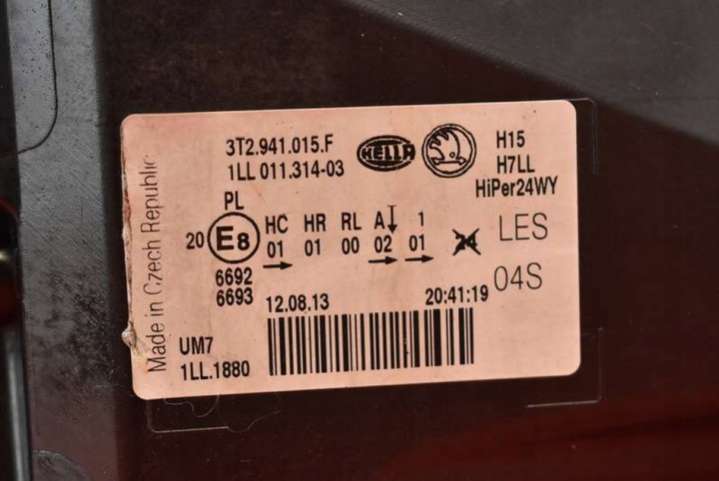 3T2.941.015.F
1LL 011.314-03
HELLA
H15
H7LL
HiPer24WY
PL
HC HR RL A 1
20 E8 01 01 00 02 01 24 LES
6692
6693
04S
12.08.13 20:41:19
UM7
1LL.1880
Made in Czech Republic